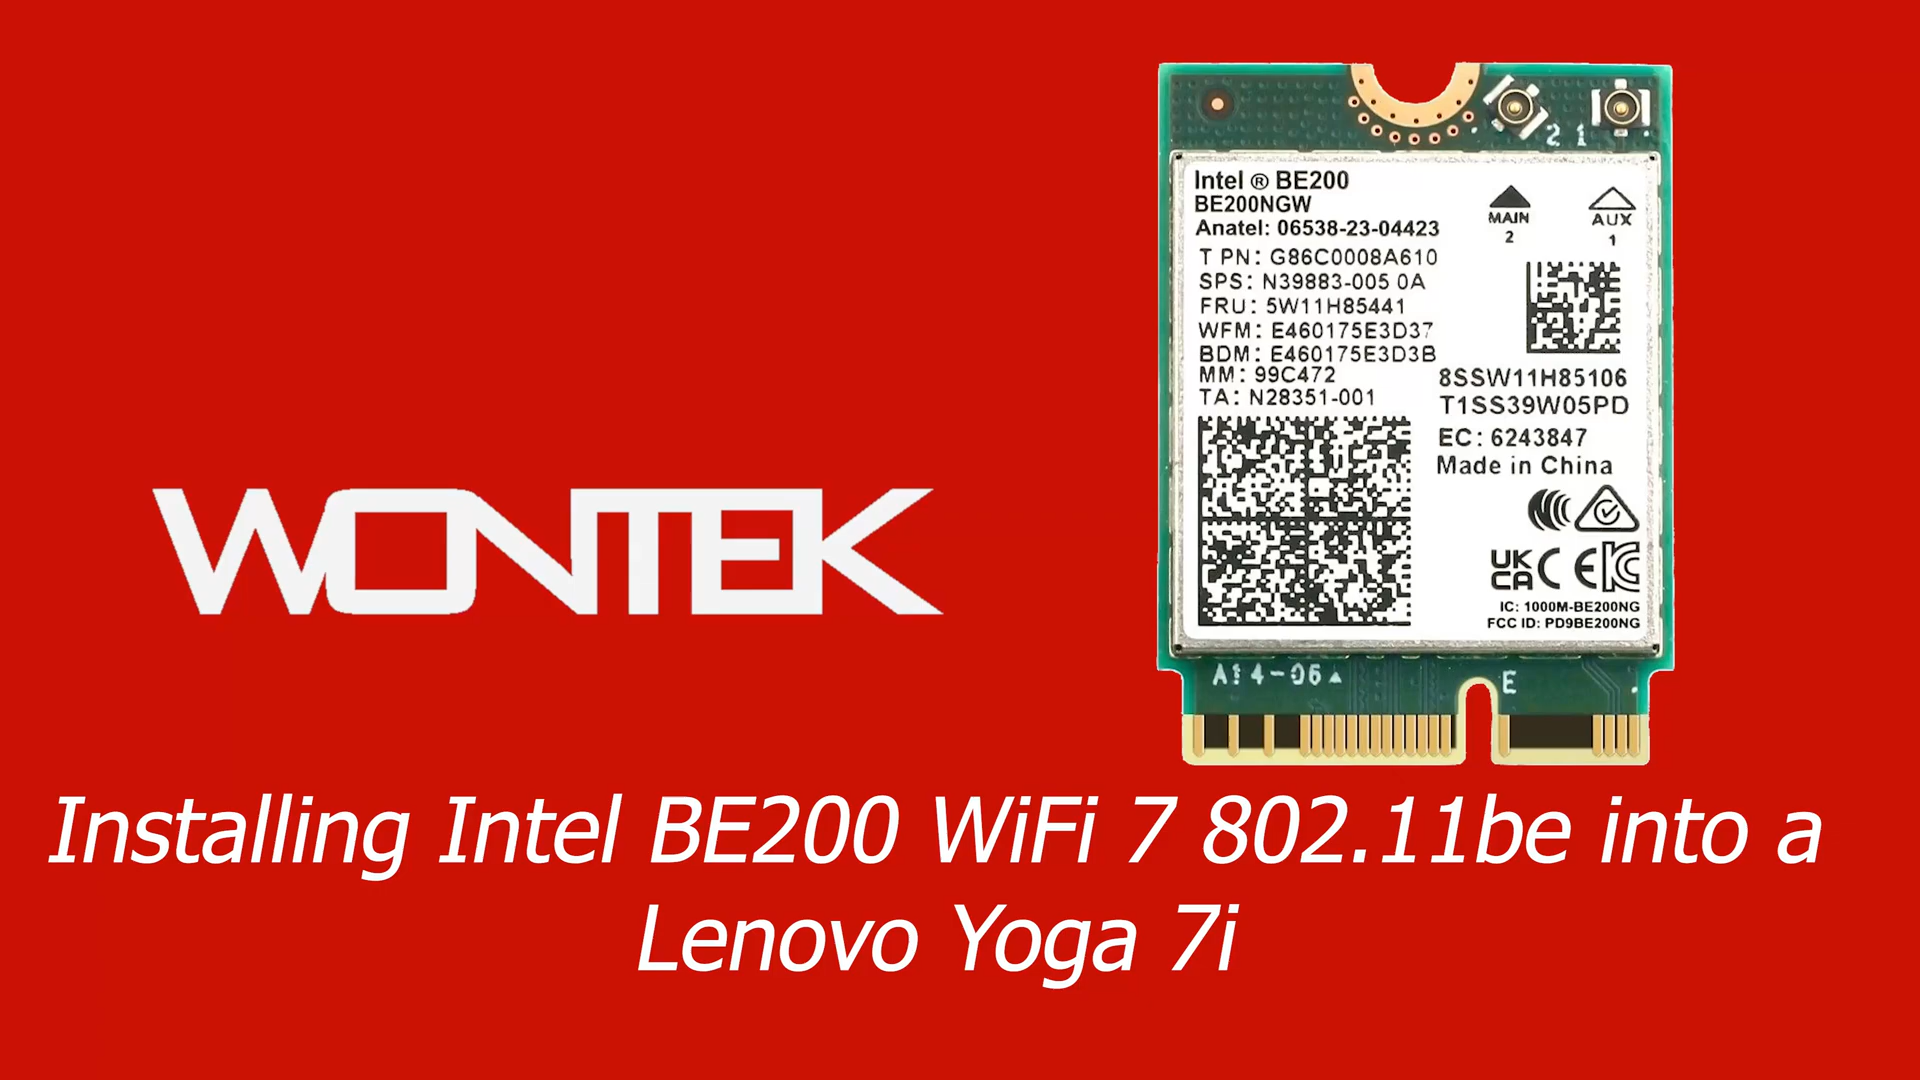 WONTEK
2 1
Intel ® BE200
BE200NGW
Anatel: 06538-23-04423
T PN: G86C0008A610
SPS: N39883-005 0A
FRU: 5W11H85441
WFM: E460175E3D37
BDM: E460175E3D3B
MM: 99C472
TA: N28351-001
MAIN
2
AUX
1
8SSW11H85106
T1SS39W05PD
EC: 6243847
Made in China
UK
CA CE
IC: 1000M-BE200NG
FCC ID: PD9BE200NG
E
Installing Intel BE200 WiFi 7 802.11be into a
Lenovo Yoga 7i